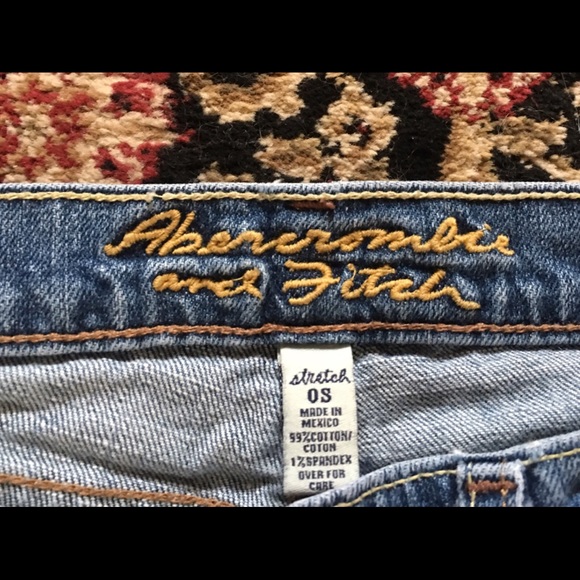 Abercrombie
and Fitch
stretch
0S
MADE IN
MEXICO
99%COTTON/
COTON
1%SPANDEX
OVER FOR
CARE